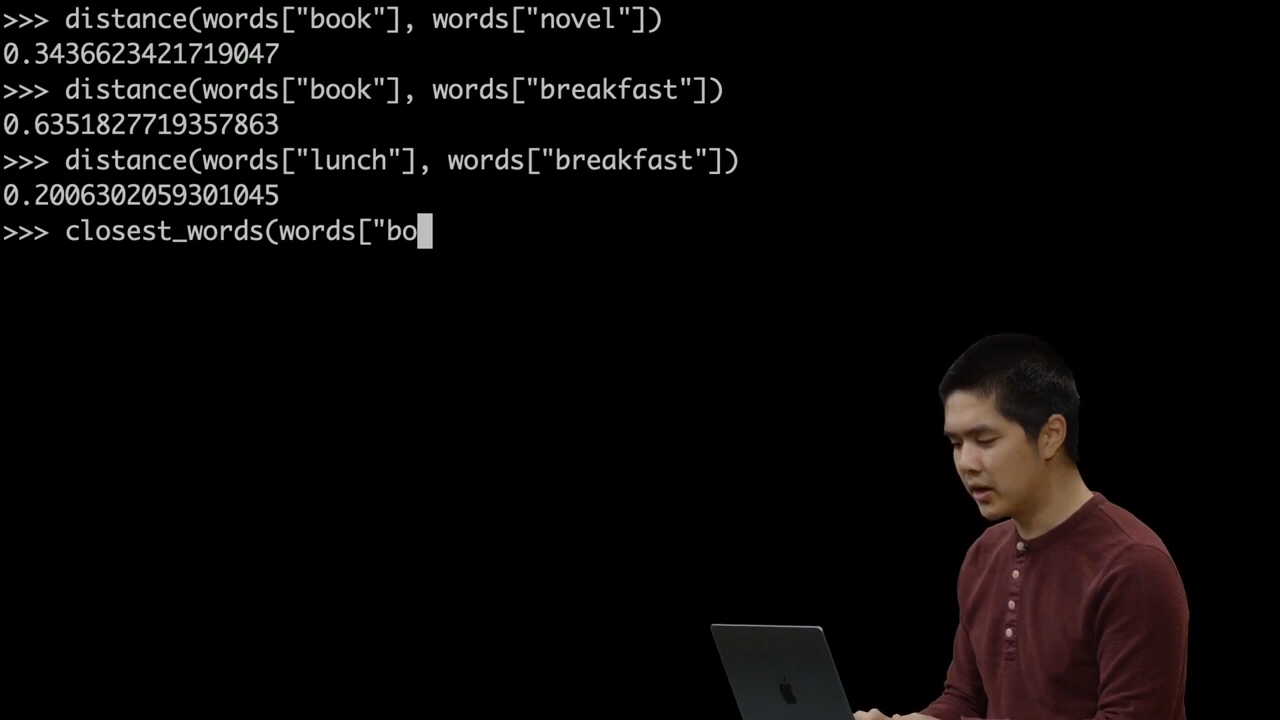 >>> distance(words["book"], words["novel"])
0.3436623421719047
>>> distance(words["book"], words["breakfast"])
0.6351827719357863
>>> distance(words["lunch"], words["breakfast"])
0.2006302059301045
>>> closest_words(words["bo